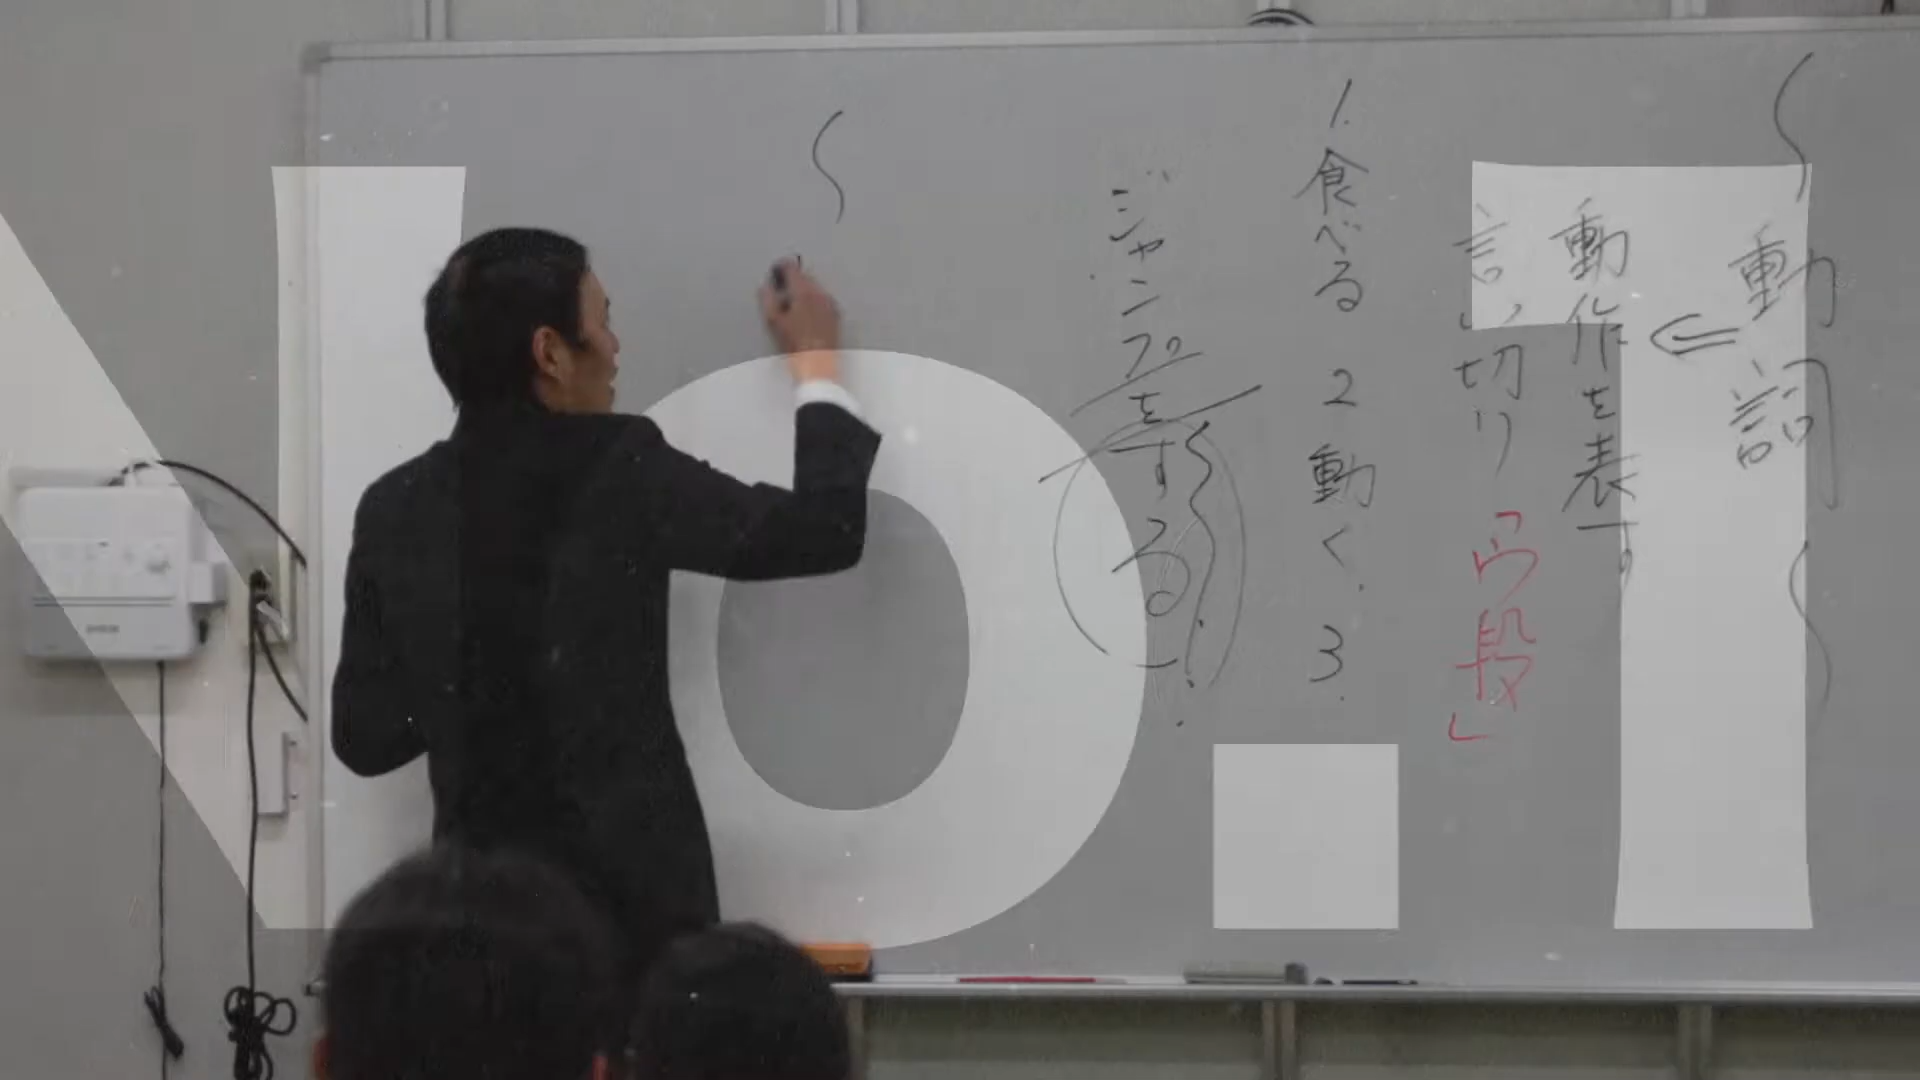 動詞
動作を表す
言い切り「ウ段」
1.食べる 2動く.3.
ジャンプをする
No.1